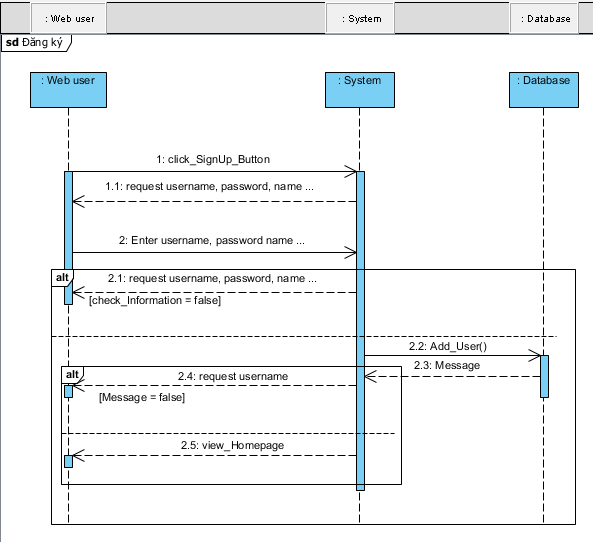 : Web user
: System
: Database
sd Đăng ký
: Web user
: System
: Database
1: click_SignUp_Button
1.1: request username, password, name ...
2: Enter username, password name ...
alt
2.1: request username, password, name ...
[check_Information = false]
2.2: Add_User()
2.3: Message
alt
2.4: request username
[Message = false]
2.5: view_Homepage